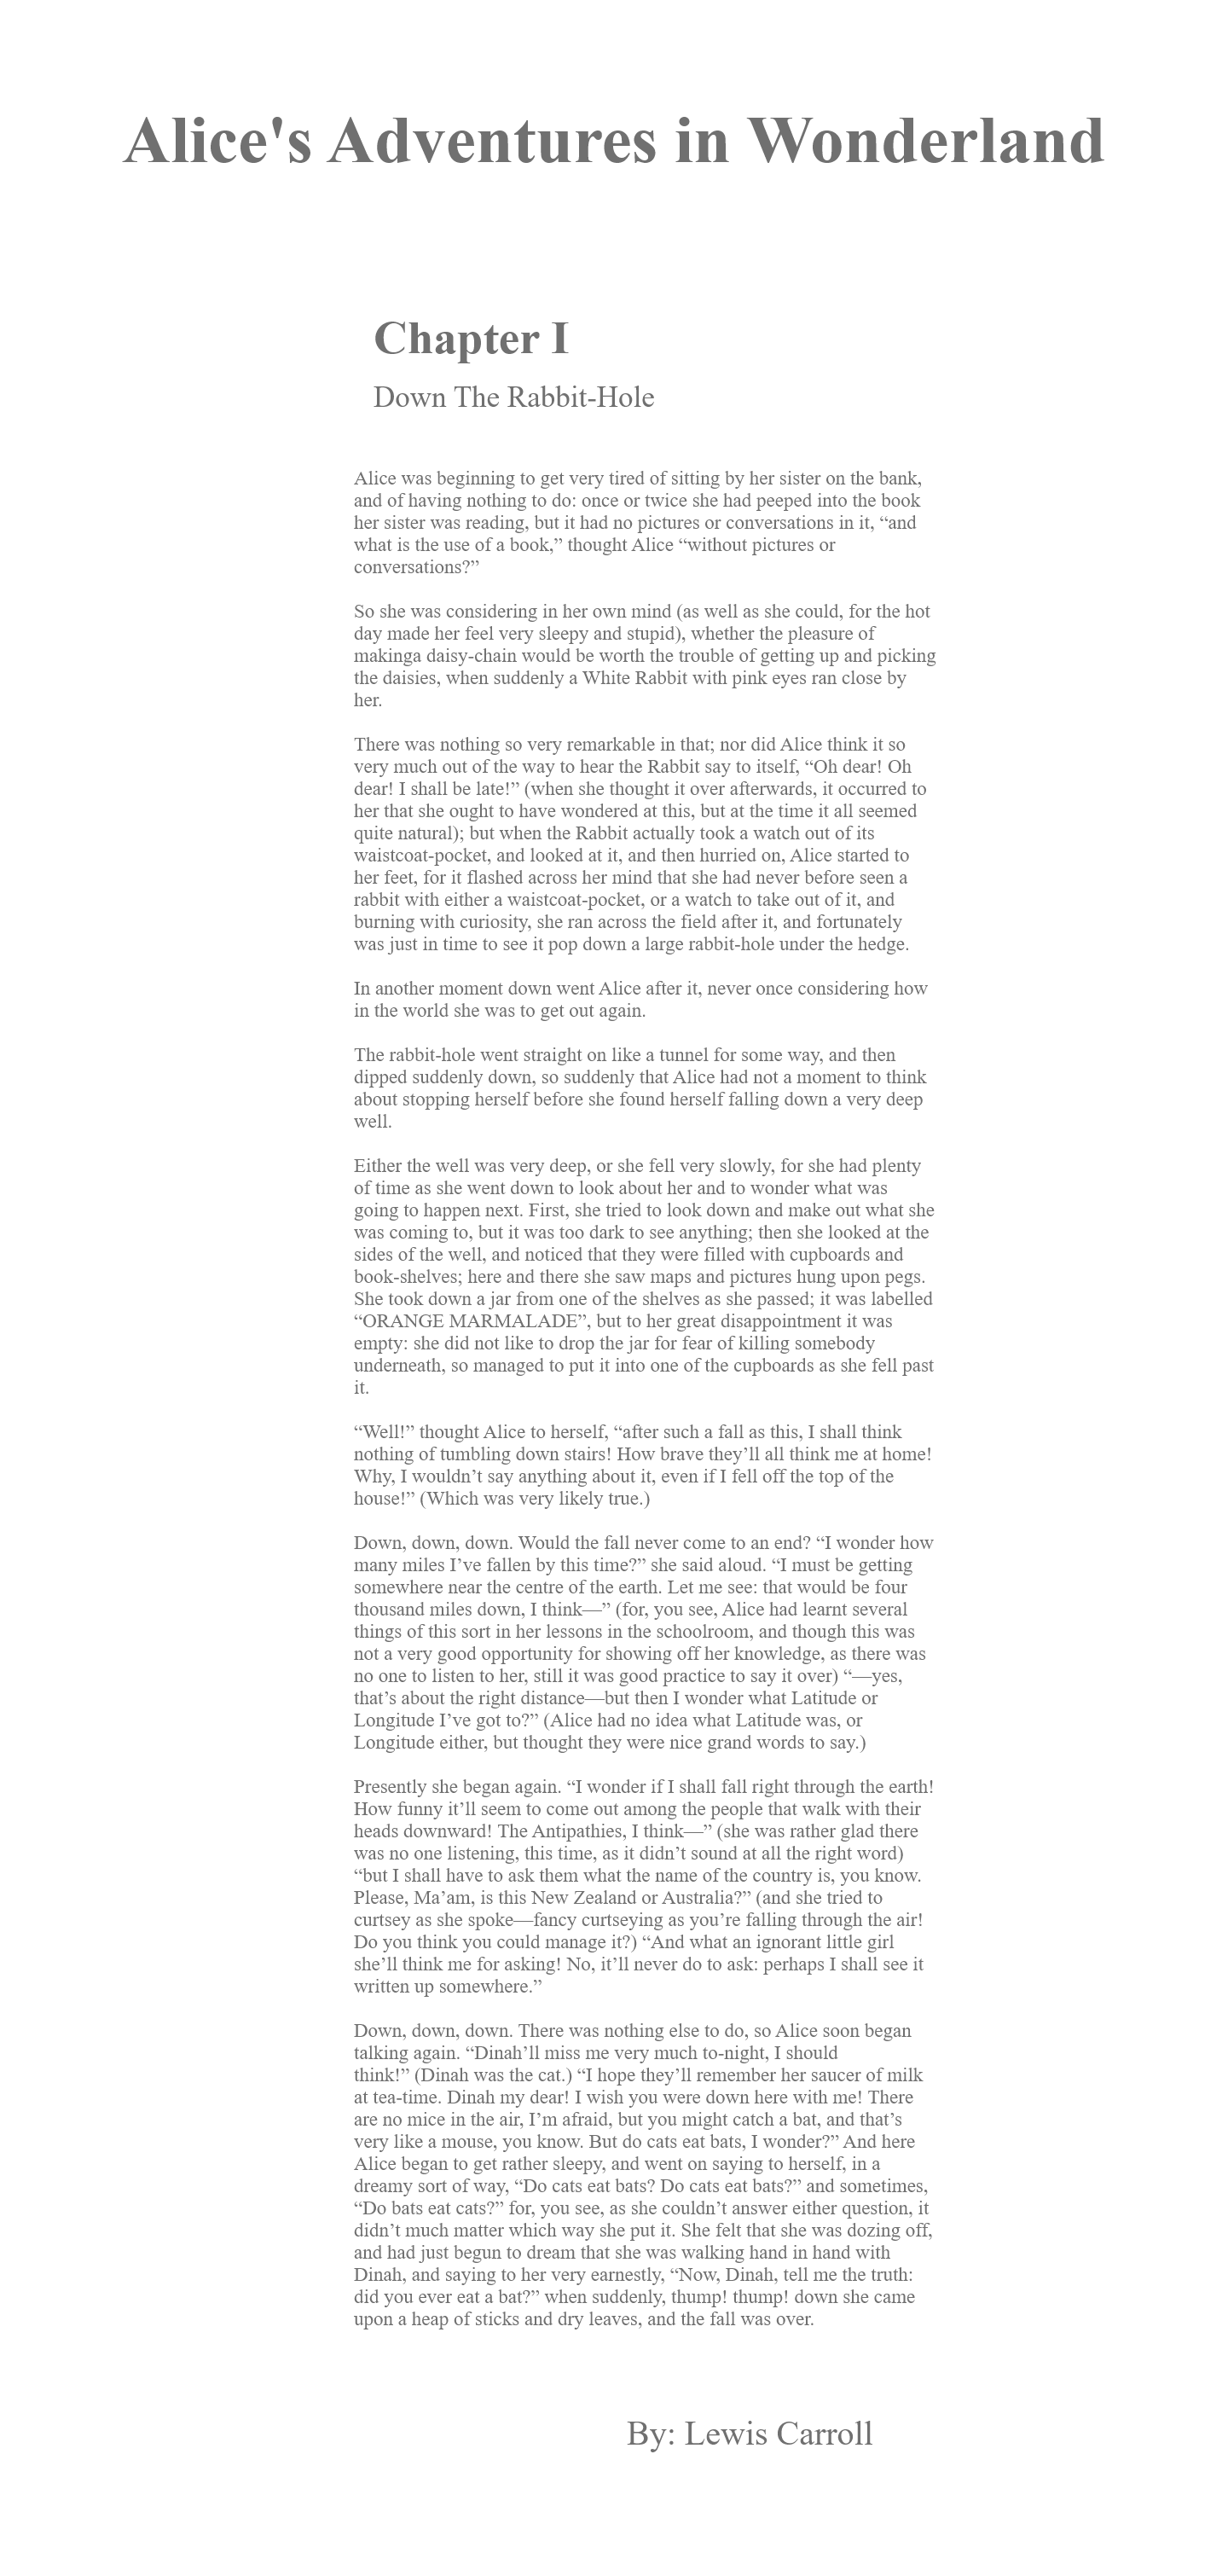 Alice's Adventures in Wonderland
Chapter I
Down The Rabbit-Hole
Alice was beginning to get very tired of sitting by her sister on the bank,
and of having nothing to do: once or twice she had peeped into the book
her sister was reading, but it had no pictures or conversations in it, “and
what is the use of a book,” thought Alice “without pictures or
conversations?”
So she was considering in her own mind (as well as she could, for the hot
day made her feel very sleepy and stupid), whether the pleasure of
makinga daisy-chain would be worth the trouble of getting up and picking
the daisies, when suddenly a White Rabbit with pink eyes ran close by
her.
There was nothing so very remarkable in that; nor did Alice think it so
very much out of the way to hear the Rabbit say to itself, “Oh dear! Oh
dear! I shall be late!” (when she thought it over afterwards, it occurred to
her that she ought to have wondered at this, but at the time it all seemed
quite natural); but when the Rabbit actually took a watch out of its
waistcoat-pocket, and looked at it, and then hurried on, Alice started to
her feet, for it flashed across her mind that she had never before seen a
rabbit with either a waistcoat-pocket, or a watch to take out of it, and
burning with curiosity, she ran across the field after it, and fortunately
was just in time to see it pop down a large rabbit-hole under the hedge.
In another moment down went Alice after it, never once considering how
in the world she was to get out again.
The rabbit-hole went straight on like a tunnel for some way, and then
dipped suddenly down, so suddenly that Alice had not a moment to think
about stopping herself before she found herself falling down a very deep
well.
Either the well was very deep, or she fell very slowly, for she had plenty
of time as she went down to look about her and to wonder what was
going to happen next. First, she tried to look down and make out what she
was coming to, but it was too dark to see anything; then she looked at the
sides of the well, and noticed that they were filled with cupboards and
book-shelves; here and there she saw maps and pictures hung upon pegs.
She took down a jar from one of the shelves as she passed; it was labelled
“ORANGE MARMALADE”, but to her great disappointment it was
empty: she did not like to drop the jar for fear of killing somebody
underneath, so managed to put it into one of the cupboards as she fell past
it.
“Well!” thought Alice to herself, “after such a fall as this, I shall think
nothing of tumbling down stairs! How brave they’ll all think me at home!
Why, I wouldn’t say anything about it, even if I fell off the top of the
house!” (Which was very likely true.)
Down, down, down. Would the fall never come to an end? “I wonder how
many miles I’ve fallen by this time?” she said aloud. “I must be getting
somewhere near the centre of the earth. Let me see: that would be four
thousand miles down, I think—” (for, you see, Alice had learnt several
things of this sort in her lessons in the schoolroom, and though this was
not a very good opportunity for showing off her knowledge, as there was
no one to listen to her, still it was good practice to say it over) “—yes,
that’s about the right distance—but then I wonder what Latitude or
Longitude I’ve got to?” (Alice had no idea what Latitude was, or
Longitude either, but thought they were nice grand words to say.)
Presently she began again. “I wonder if I shall fall right through the earth!
How funny it’ll seem to come out among the people that walk with their
heads downward! The Antipathies, I think—” (she was rather glad there
was no one listening, this time, as it didn’t sound at all the right word)
“but I shall have to ask them what the name of the country is, you know.
Please, Ma’am, is this New Zealand or Australia?” (and she tried to
curtsey as she spoke—fancy curtseying as you’re falling through the air!
Do you think you could manage it?) “And what an ignorant little girl
she’ll think me for asking! No, it’ll never do to ask: perhaps I shall see it
written up somewhere.”
Down, down, down. There was nothing else to do, so Alice soon began
talking again. “Dinah’ll miss me very much to-night, I should
think!” (Dinah was the cat.) “I hope they’ll remember her saucer of milk
at tea-time. Dinah my dear! I wish you were down here with me! There
are no mice in the air, I’m afraid, but you might catch a bat, and that’s
very like a mouse, you know. But do cats eat bats, I wonder?” And here
Alice began to get rather sleepy, and went on saying to herself, in a
dreamy sort of way, “Do cats eat bats? Do cats eat bats?” and sometimes,
“Do bats eat cats?” for, you see, as she couldn’t answer either question, it
didn’t much matter which way she put it. She felt that she was dozing off,
and had just begun to dream that she was walking hand in hand with
Dinah, and saying to her very earnestly, “Now, Dinah, tell me the truth:
did you ever eat a bat?” when suddenly, thump! thump! down she came
upon a heap of sticks and dry leaves, and the fall was over.
By: Lewis Carroll